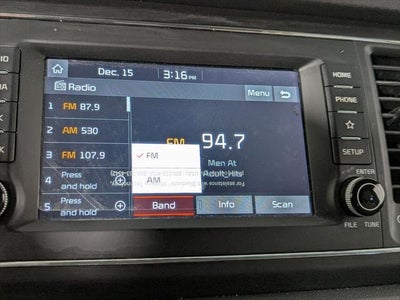 Dec. 15 3:16 PM
Radio Menu
1 FM 87.9
2 AM 530
3 FM 107.9
4 Press and hold
5 Press and hold
FM 94.7
Men At
Adult Hits
✓ FM
AM
Band Info Scan
HOME
PHONE
SETUP
ENTER
FILE TUNE